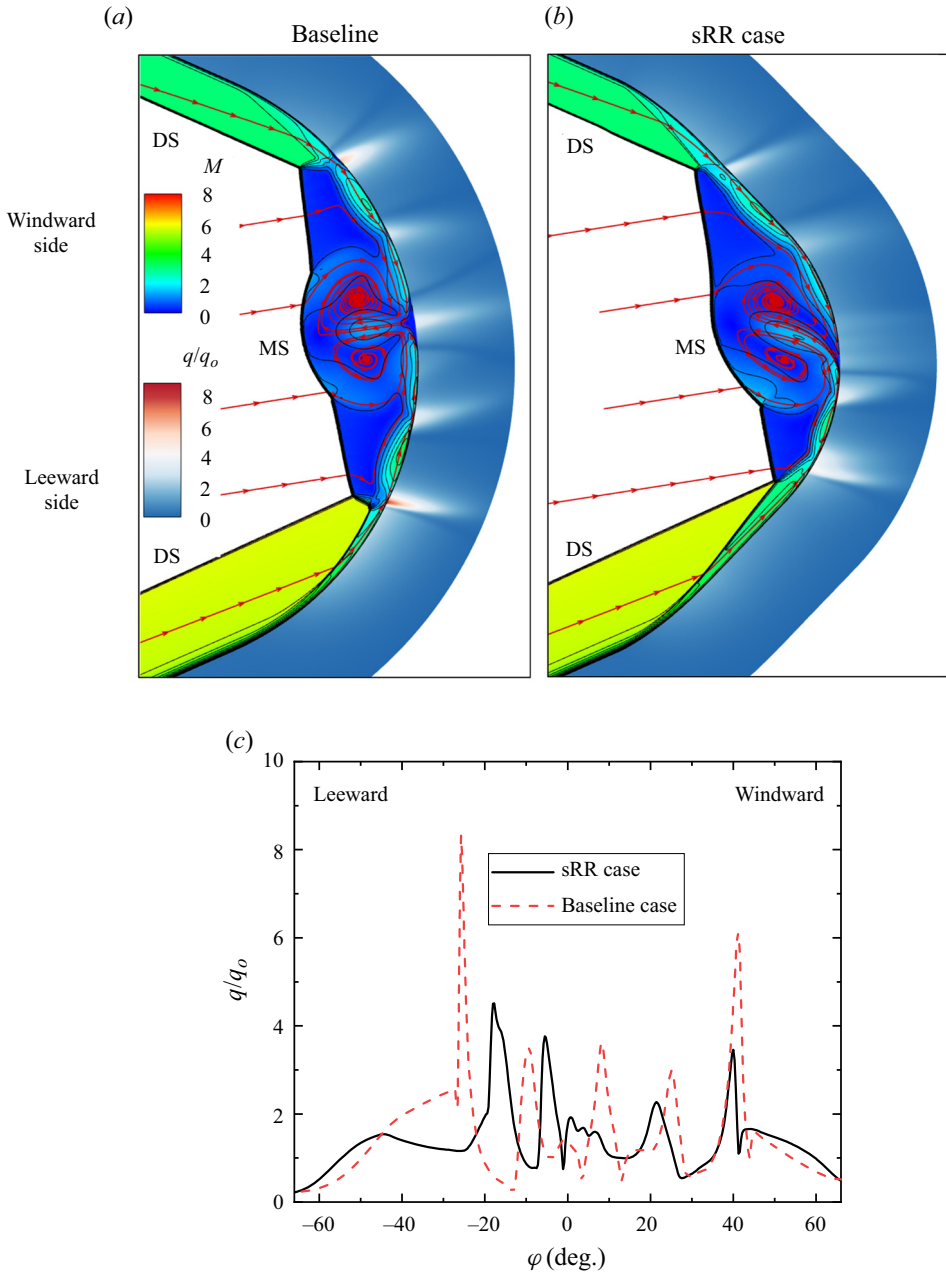 (a)
Baseline
(b)
sRR case
DS
M
8
6
4
2
0
Windward
side
MS
q/qo
8
6
4
2
0
Leeward
side
DS
DS
MS
DS
(c)
10
8
6
4
2
0
q/qo
Leeward
Windward
sRR case
Baseline case
–60
–40
–20
0
20
40
60
φ (deg.)